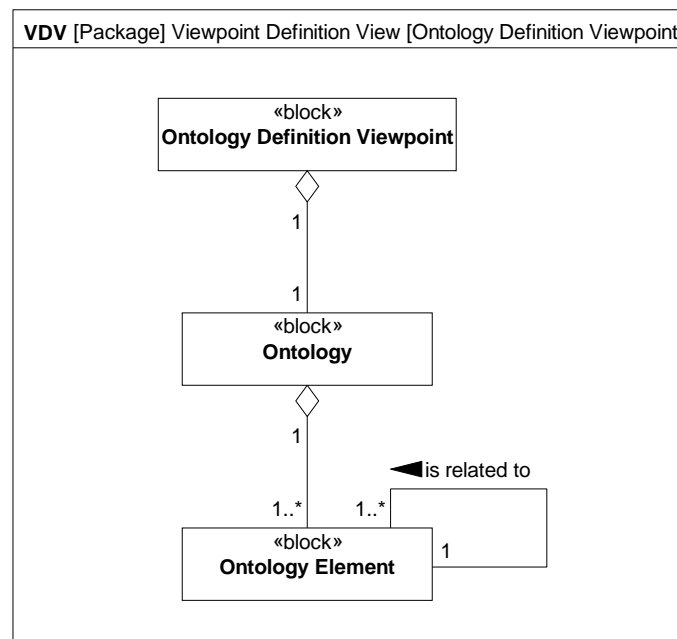 VDV [Package] Viewpoint Definition View [Ontology Definition Viewpoint
«block»
Ontology Definition Viewpoint
1
1
«block»
Ontology
1
is related to
1..*
1..*
«block»
1
Ontology Element